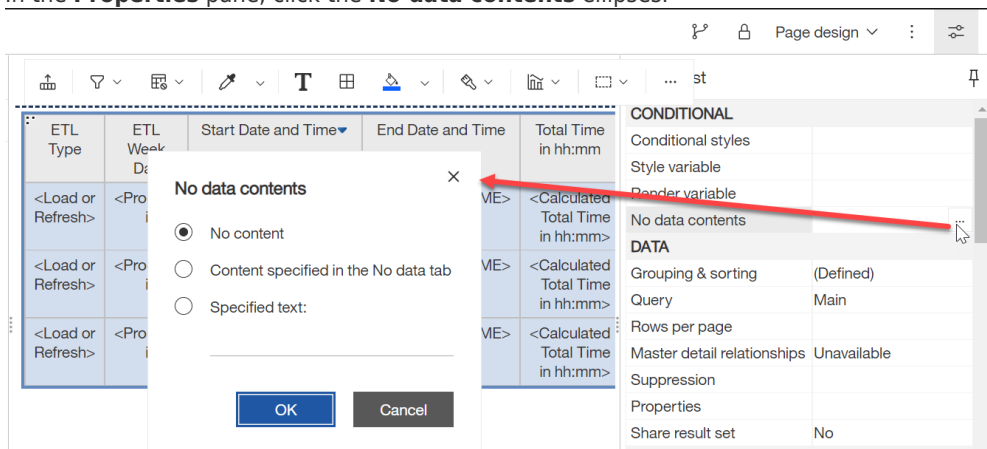 In the Properties pane, click the No data contents ellipses.
Page design
T
st
ETL Type
ETL Week Da
Start Date and Time
End Date and Time
Total Time in hh:mm
<Load or Refresh>
<Pro i
ME>
<Calculated Total Time in hh:mm>
<Load or Refresh>
<Pro i
ME>
<Calculated Total Time in hh:mm>
<Load or Refresh>
<Pro i
ME>
<Calculated Total Time in hh:mm>
No data contents
No content
Content specified in the No data tab
Specified text:
OK
Cancel
CONDITIONAL
Conditional styles
Style variable
Render variable
No data contents
DATA
Grouping & sorting (Defined)
Query Main
Rows per page
Master detail relationships Unavailable
Suppression
Properties
Share result set No